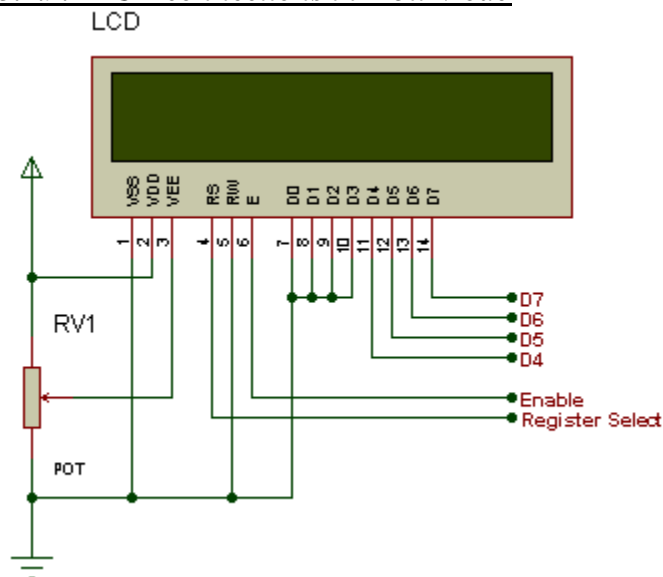 LCD
VSS VDD VEE RS RW E D0 D1 D2 D3 D4 D5 D6 D7
1 2 3 4 5 6 7 8 9 10 11 12 13 14
D7
D6
D5
D4
RV1
Enable
Register Select
POT